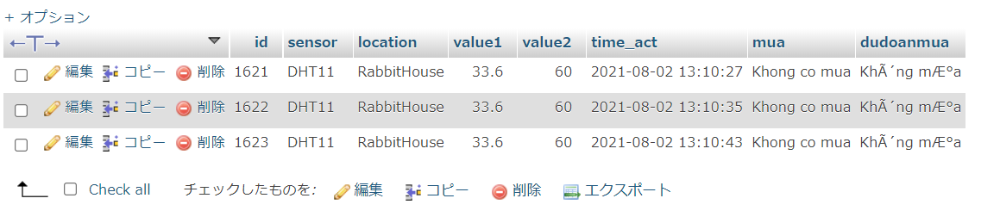 + オプション
←T→ id sensor location value1 value2 time_act mua dudoanmua
編集 コピー 削除 1621 DHT11 RabbitHouse 33.6 60 2021-08-02 13:10:27 Khong co mua KhÃ´ng mÆ°a
編集 コピー 削除 1622 DHT11 RabbitHouse 33.6 60 2021-08-02 13:10:35 Khong co mua KhÃ´ng mÆ°a
編集 コピー 削除 1623 DHT11 RabbitHouse 33.6 60 2021-08-02 13:10:43 Khong co mua KhÃ´ng mÆ°a
Check all チェックしたものを: 編集 コピー 削除 エクスポート